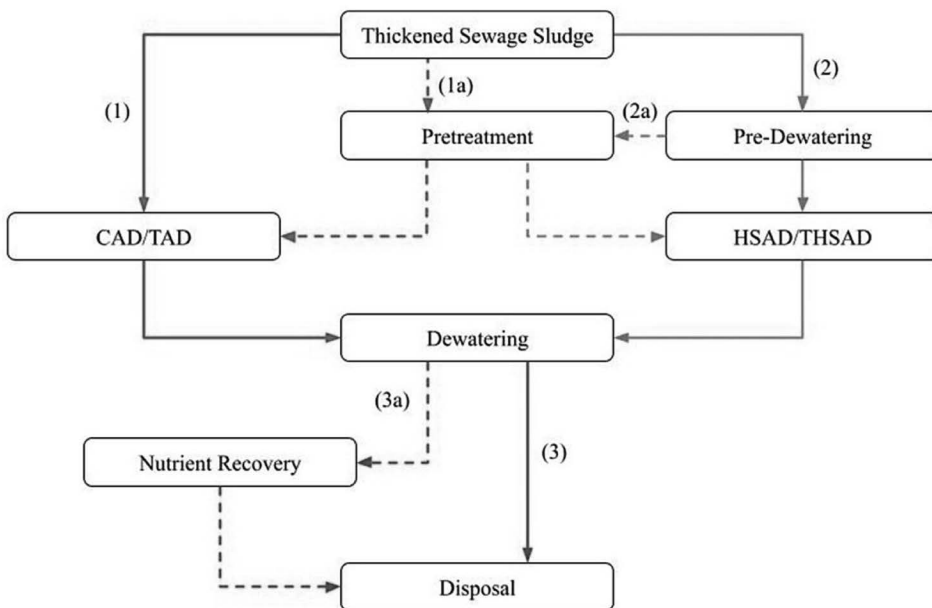 Thickened Sewage Sludge
(1)
(1a)
(2)
(2a)
Pretreatment
Pre-Dewatering
CAD/TAD
HSAD/THSAD
Dewatering
(3a)
(3)
Nutrient Recovery
Disposal